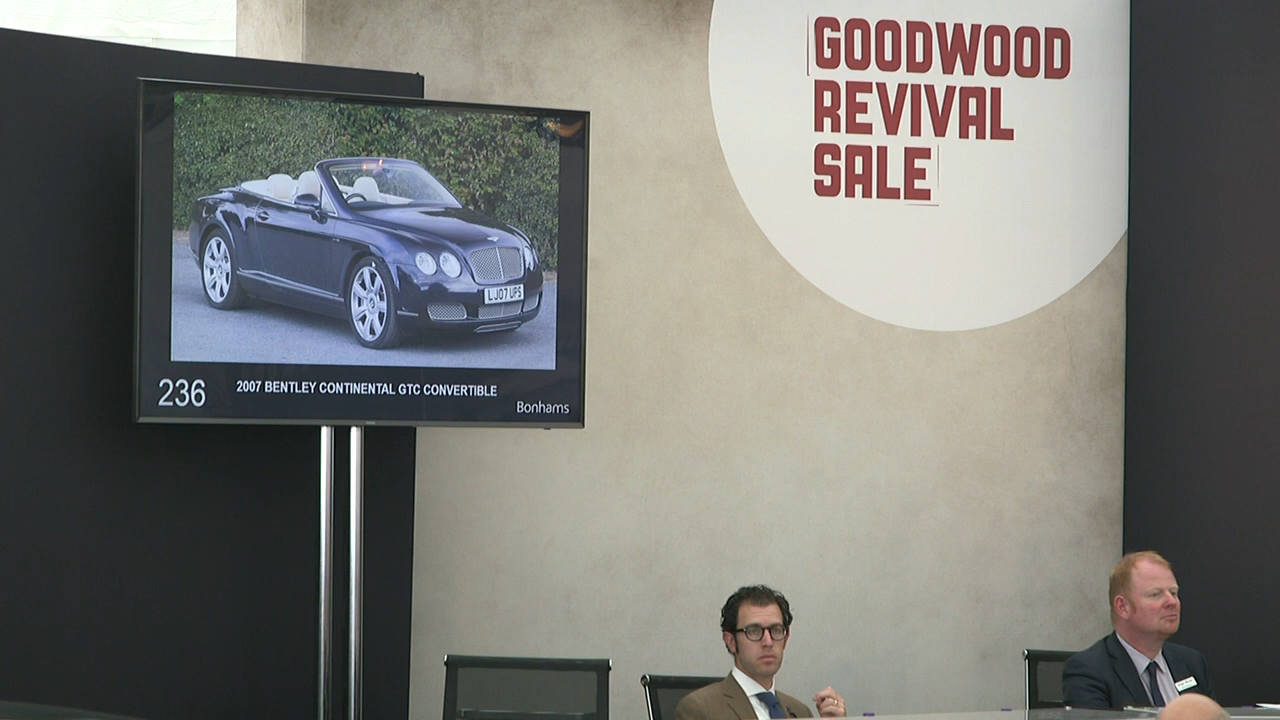 GOODWOOD
REVIVAL
SALE
LJ07 UPS
236
2007 BENTLEY CONTINENTAL GTC CONVERTIBLE
Bonhams